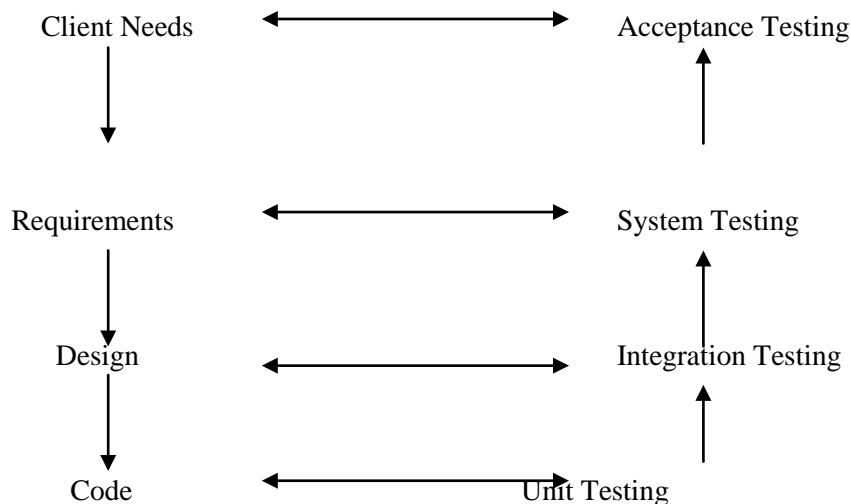 Client Needs Acceptance Testing
Requirements System Testing
Design Integration Testing
Code Unit Testing